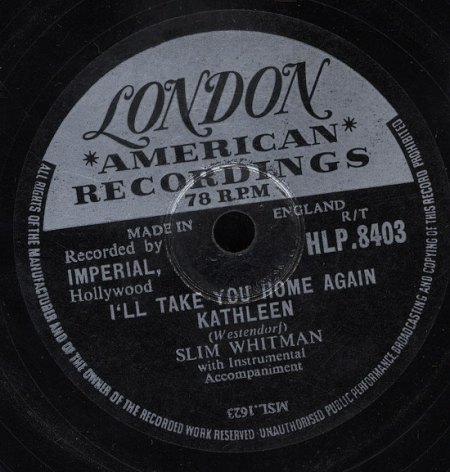 LONDON
*AMERICAN*
RECORDINGS
78 R.P.M
MADE IN ENGLAND
R/T
Recorded by
IMPERIAL,
Hollywood
HLP.8403
I'LL TAKE YOU HOME AGAIN
KATHLEEN
(Westendorf)
SLIM WHITMAN
with Instrumental
Accompaniment
MSL.1623
ALL RIGHTS OF THE MANUFACTURER AND OF THE OWNER OF THE RECORDED WORK RESERVED · UNAUTHORISED PUBLIC PERFORMANCE, BROADCASTING AND COPYING OF THIS RECORD PROHIBITED